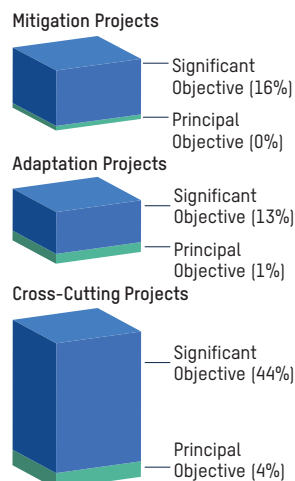 Mitigation Projects
Significant
Objective (16%)
Principal
Objective (0%)
Adaptation Projects
Significant
Objective (13%)
Principal
Objective (1%)
Cross-Cutting Projects
Significant
Objective (44%)
Principal
Objective (4%)